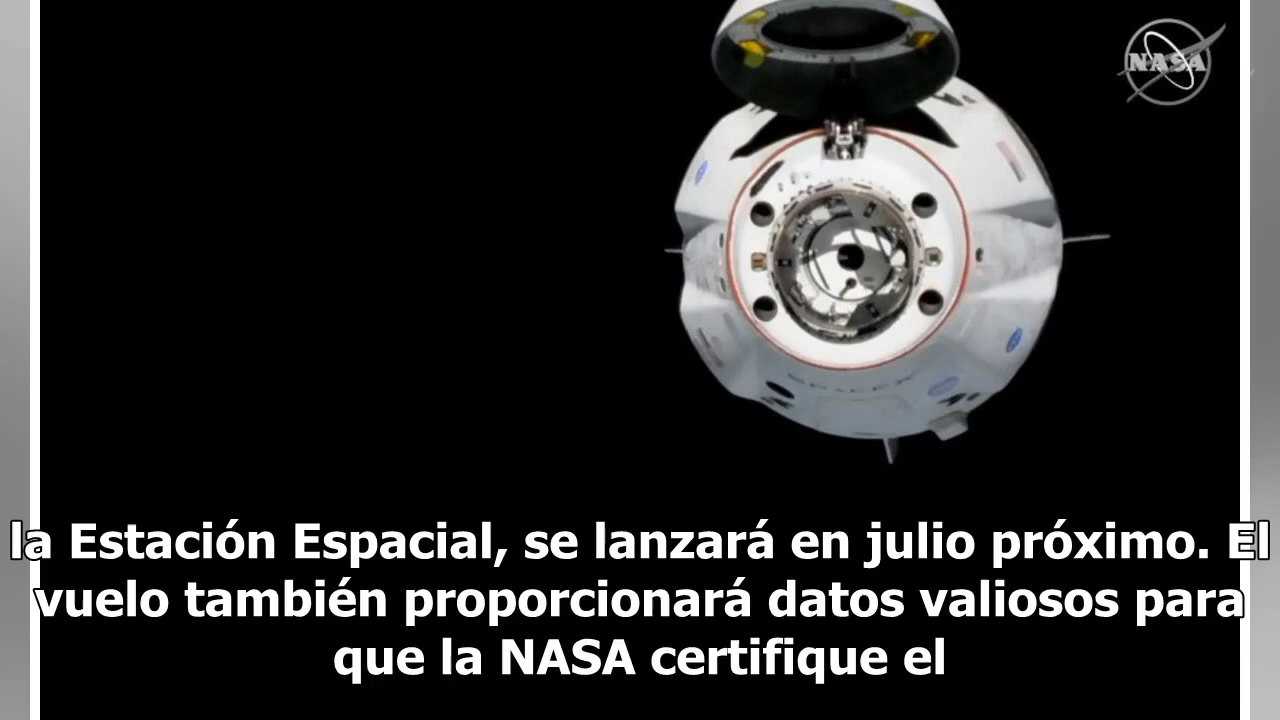 NASA
SPACEX
la Estación Espacial, se lanzará en julio próximo. El
vuelo también proporcionará datos valiosos para
que la NASA certifique el